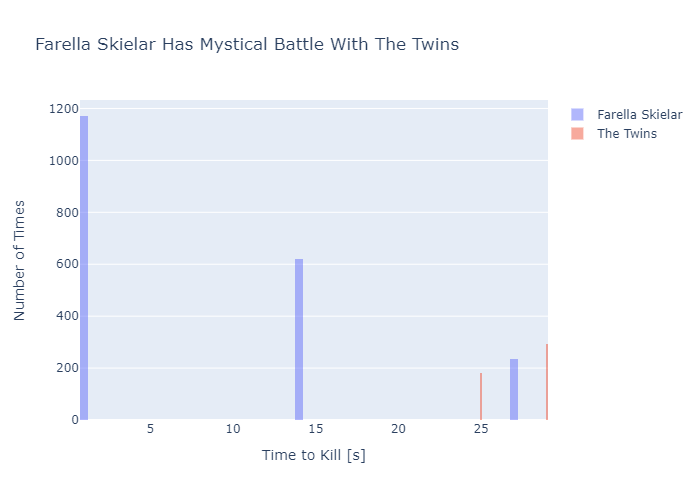 Farella Skielar Has Mystical Battle With The Twins
Farella Skielar
The Twins
Number of Times
1200
1000
800
600
400
200
0
5
10
15
20
25
Time to Kill [s]